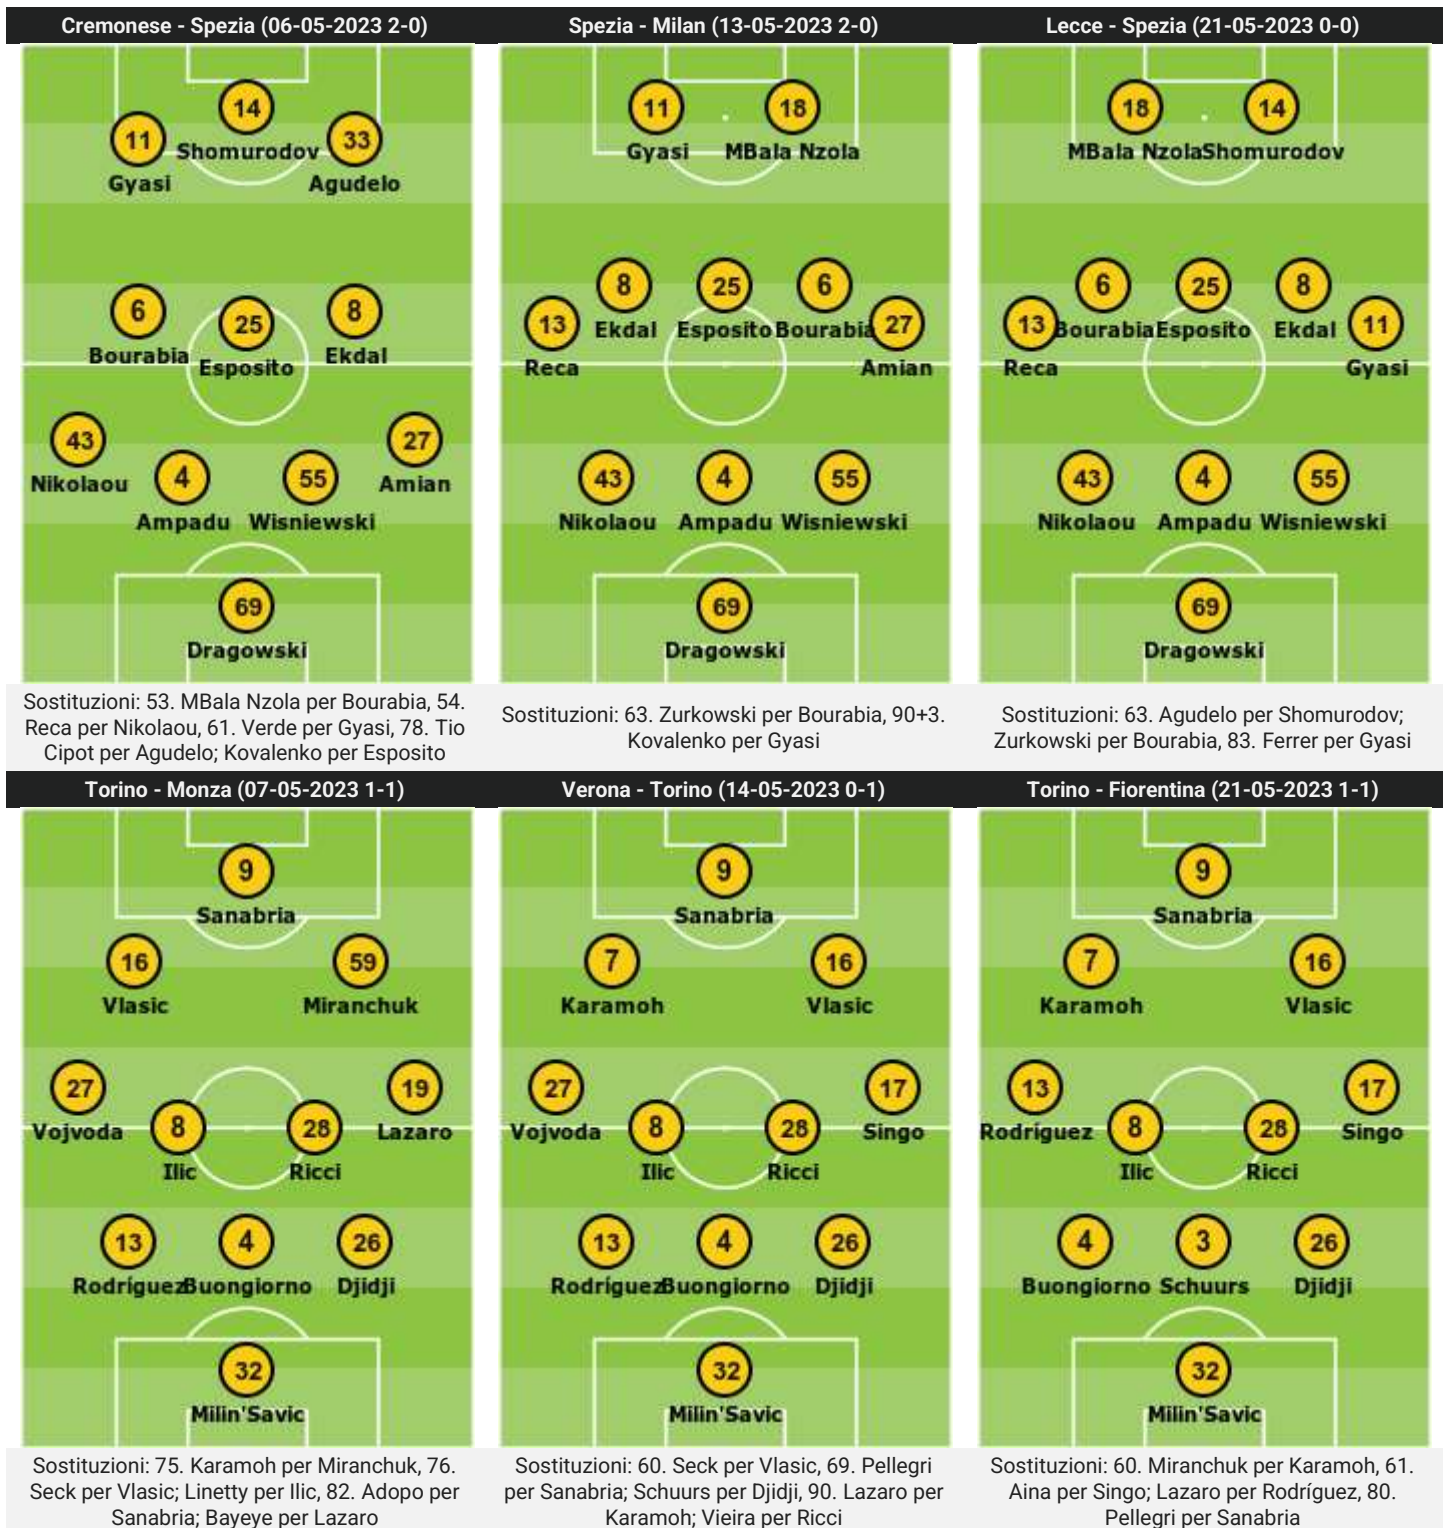 Cremonese - Spezia (06-05-2023 2-0)
14
11
33
Shomurodov
Gyasi
Agudelo
6
25
8
Bourabia
Esposito
Ekdal
43
27
4
55
Nikolaou
Amian
Ampadu
Wisniewski
69
Dragowski
Sostituzioni: 53. MBala Nzola per Bourabia, 54.
Reca per Nikolaou, 61. Verde per Gyasi, 78. Tio
Cipot per Agudelo; Kovalenko per Esposito
Spezia - Milan (13-05-2023 2-0)
11
18
Gyasi
MBala Nzola
8
25
6
13
27
Ekdal
Esposito
Bourabia
Reca
Amian
43
4
55
Nikolaou
Ampadu
Wisniewski
69
Dragowski
Sostituzioni: 63. Zurkowski per Bourabia, 90+3.
Kovalenko per Gyasi
Lecce - Spezia (21-05-2023 0-0)
18
14
MBala Nzola
Shomurodov
6
25
8
13
11
Bourabia
Esposito
Ekdal
Reca
Gyasi
43
4
55
Nikolaou
Ampadu
Wisniewski
69
Dragowski
Sostituzioni: 63. Agudelo per Shomurodov;
Zurkowski per Bourabia, 83. Ferrer per Gyasi
Torino - Monza (07-05-2023 1-1)
9
Sanabria
16
59
Vlasic
Miranchuk
27
19
8
28
Vojvoda
Lazaro
Ilic
Ricci
13
4
26
Rodríguez
Buongiorno
Djidji
32
Milin'Savic
Sostituzioni: 75. Karamoh per Miranchuk, 76.
Seck per Vlasic; Linetty per Ilic, 82. Adopo per
Sanabria; Bayeye per Lazaro
Verona - Torino (14-05-2023 0-1)
9
Sanabria
7
16
Karamoh
Vlasic
27
17
8
28
Vojvoda
Singo
Ilic
Ricci
13
4
26
Rodríguez
Buongiorno
Djidji
32
Milin'Savic
Sostituzioni: 60. Seck per Vlasic, 69. Pellegri
per Sanabria; Schuurs per Djidji, 90. Lazaro per
Karamoh; Vieira per Ricci
Torino - Fiorentina (21-05-2023 1-1)
9
Sanabria
7
16
Karamoh
Vlasic
13
17
8
28
Rodríguez
Singo
Ilic
Ricci
4
3
26
Buongiorno
Schuurs
Djidji
32
Milin'Savic
Sostituzioni: 60. Miranchuk per Karamoh, 61.
Aina per Singo; Lazaro per Rodríguez, 80.
Pellegri per Sanabria